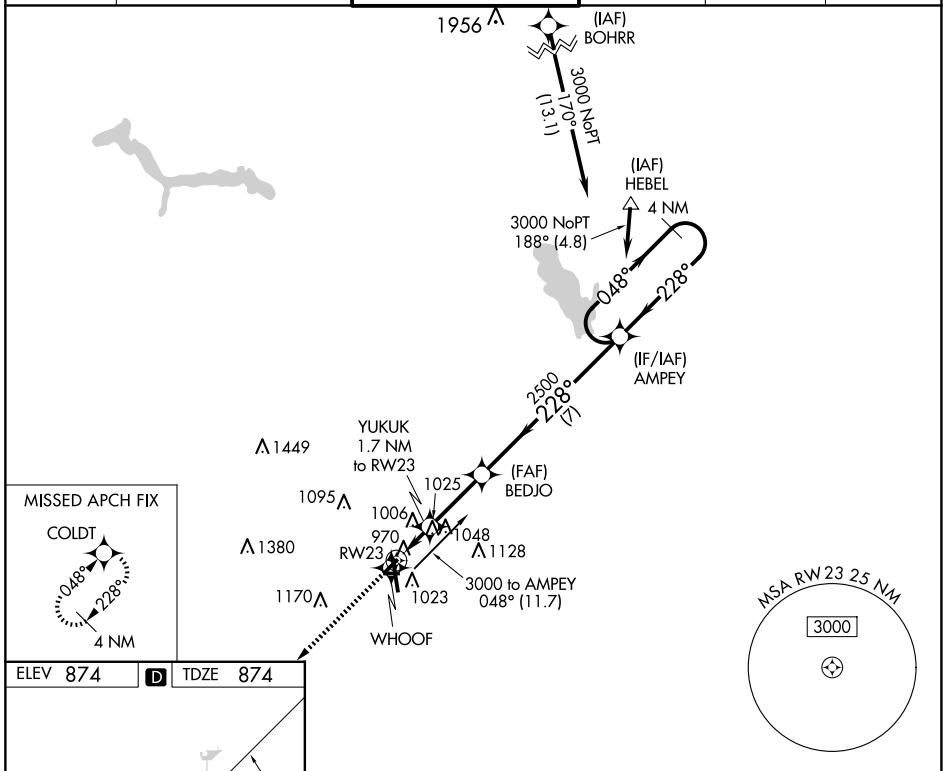 1956
(IAF)
BOHRR
3000 NoPT
170°
(13.1)
(IAF)
HEBEL
4 NM
3000 NoPT
188° (4.8)
048°
228°
(IF/IAF)
AMPEY
2500
228°
(7)
YUKUK
1.7 NM
to RW23
1449
(FAF)
BEDJO
1025
1095
1006
1048
970
RW23
1380
1128
3000 to AMPEY
048° (11.7)
1023
1170
WHOOF
MISSED APCH FIX
COLDT
048°
228°
4 NM
MSA RW23 25 NM
3000
ELEV 874
D
TDZE 874